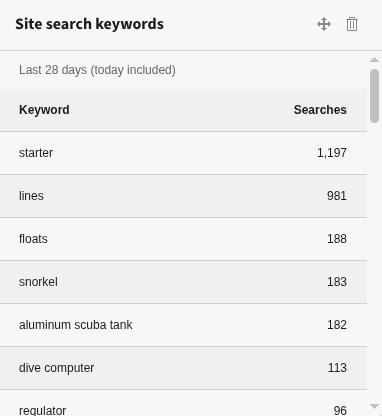 Site search keywords
Last 28 days (today included)
Keyword Searches
starter 1,197
lines 981
floats 188
snorkel 183
aluminum scuba tank 182
dive computer 113
regulator 96